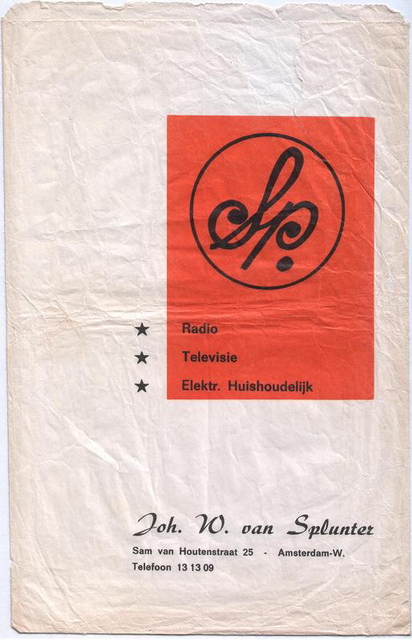 Sp.
★ Radio
★ Televisie
★ Elektr. Huishoudelijk
Joh. W. van Splunter
Sam van Houtenstraat 25 - Amsterdam-W.
Telefoon 13 13 09